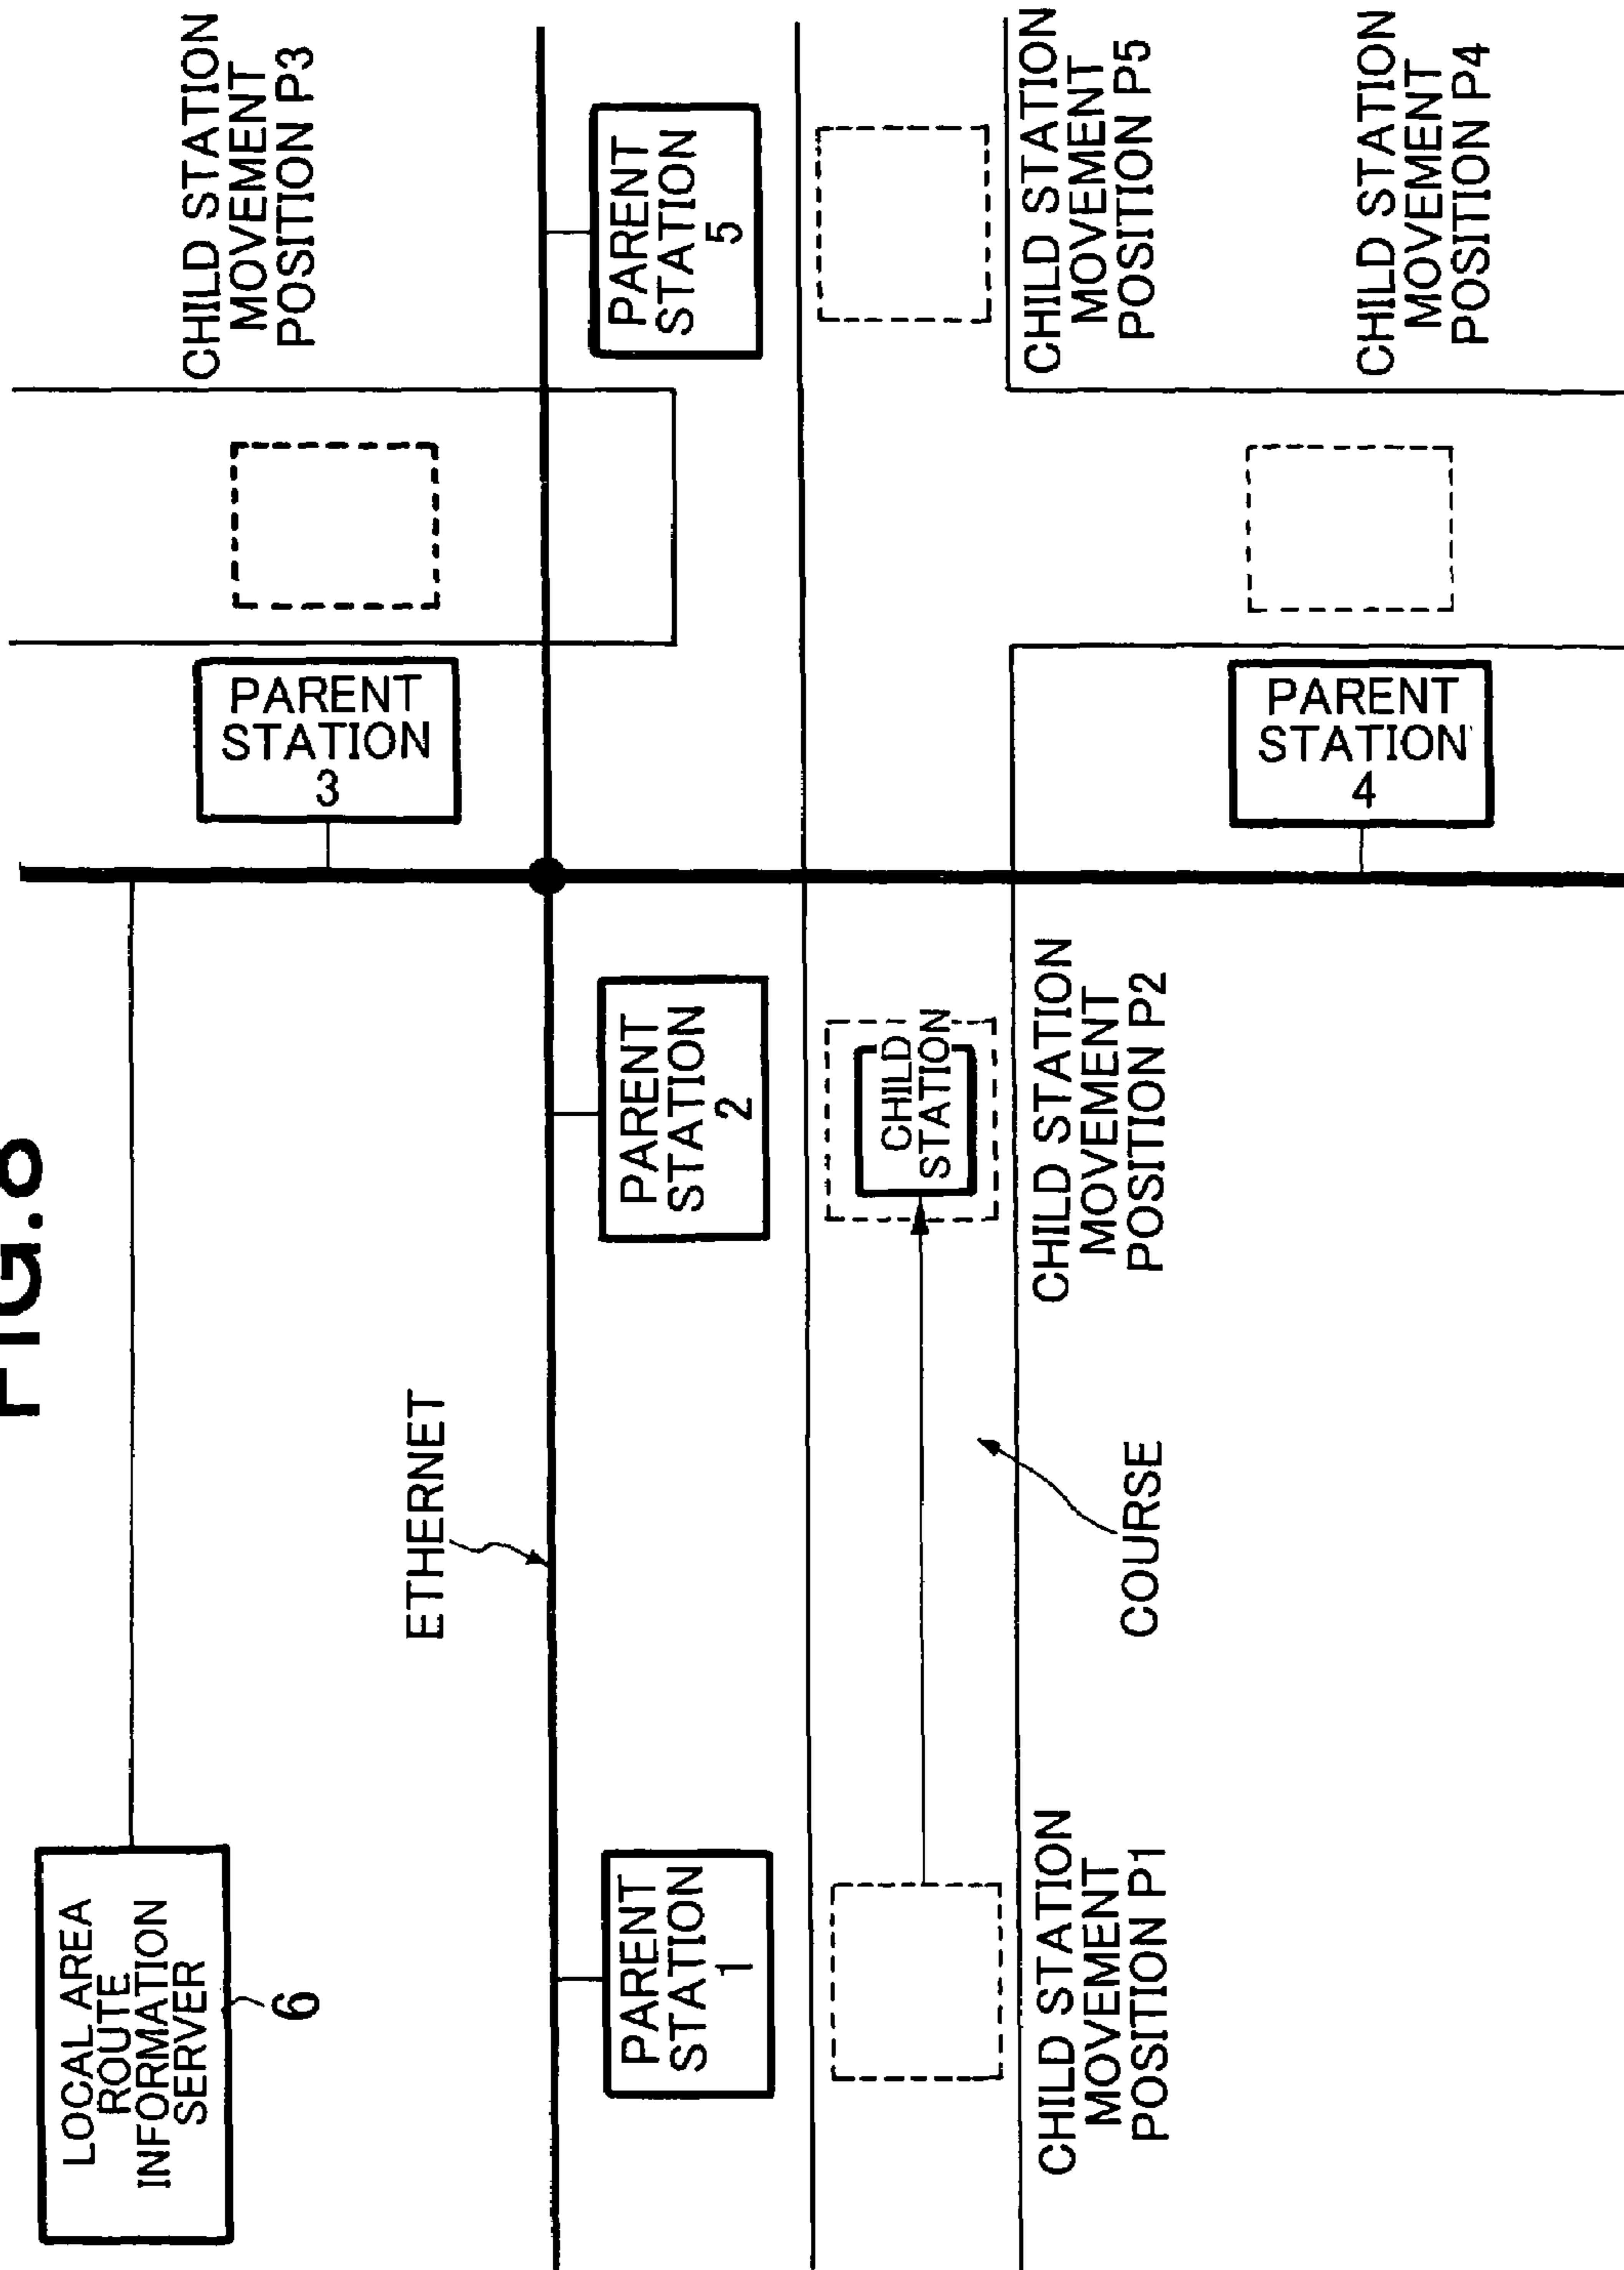 FIG.
LOCAL AREA
ROUTE
INFORMATION
SERVER
6
ETHERNET
PARENT
STATION
1
PARENT
STATION
2
PARENT
STATION
3
PARENT
STATION
4
PARENT
STATION
5
CHILD
STATION
COURSE
CHILD STATION
MOVEMENT
POSITION P1
CHILD STATION
MOVEMENT
POSITION P2
CHILD STATION
MOVEMENT
POSITION P3
CHILD STATION
MOVEMENT
POSITION P5
CHILD STATION
MOVEMENT
POSITION P4